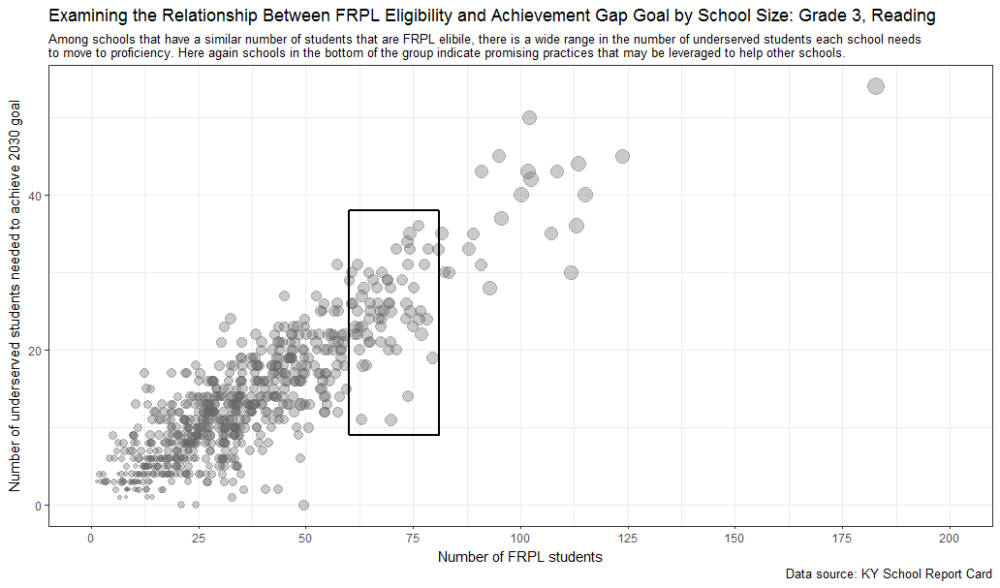 Examining the Relationship Between FRPL Eligibility and Achievement Gap Goal by School Size: Grade 3, Reading
Among schools that have a similar number of students that are FRPL elibile, there is a wide range in the number of underserved students each school needs
to move to proficiency. Here again schools in the bottom of the group indicate promising practices that may be leveraged to help other schools.
Number of underserved students needed to achieve 2030 goal
40
20
0
0 25 50 75 100 125 150 175 200
Number of FRPL students
Data source: KY School Report Card